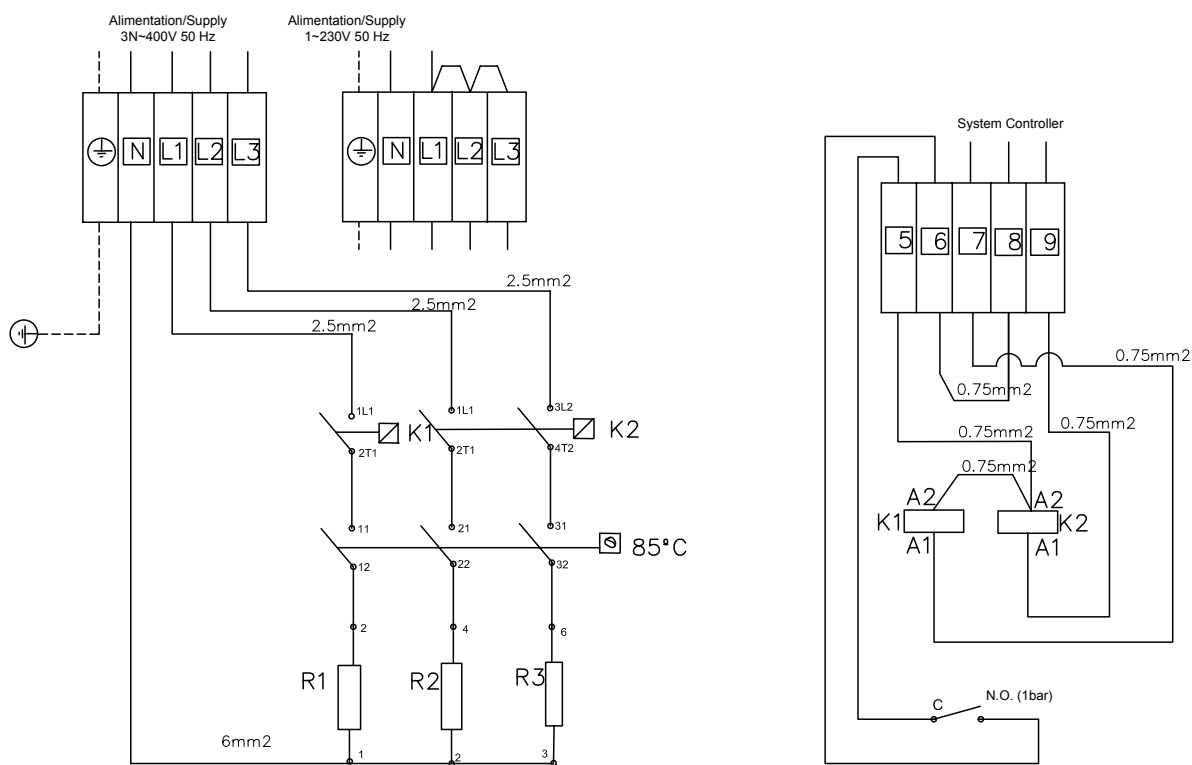 Alimentation/Supply
3N~400V 50 Hz
Alimentation/Supply
1~230V 50 Hz
N L1 L2 L3
N L1 L2 L3
System Controller
5 6 7 8 9
2.5mm2
2.5mm2
2.5mm2
0.75mm2
0.75mm2
0.75mm2
0.75mm2
0.75mm2
1L1
1L1
3L2
K1
K2
2T1
2T1
4T2
A2
A2
K1
K2
A1
A1
11
21
31
85°C
12
22
32
2
4
6
R1
R2
R3
C
N.O. (1bar)
6mm2
1
2
3